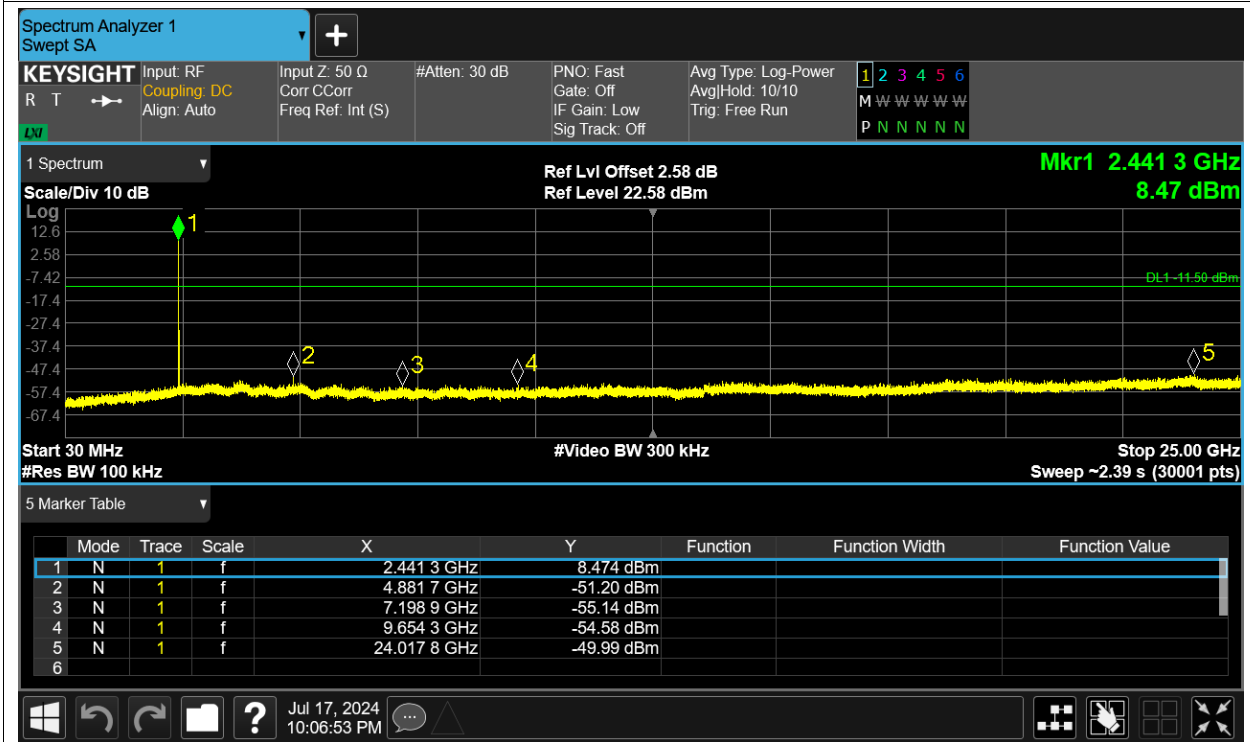 Spectrum Analyzer 1
Swept SA
+
KEYSIGHT
R T
LXI
Input: RF
Coupling: DC
Align: Auto
Input Z: 50 Ω
Corr CCorr
Freq Ref: Int (S)
#Atten: 30 dB
PNO: Fast
Gate: Off
IF Gain: Low
Sig Track: Off
Avg Type: Log-Power
Avg|Hold: 10/10
Trig: Free Run
1 2 3 4 5 6
M W W W W W
P N N N N N
1 Spectrum
Scale/Div 10 dB
Ref Lvl Offset 2.58 dB
Ref Level 22.58 dBm
Mkr1 2.441 3 GHz
8.47 dBm
Log
12.6
2.58
-7.42
-17.4
-27.4
-37.4
-47.4
-57.4
-67.4
1
2
3
4
5
DL1 -11.50 dBm
Start 30 MHz
#Res BW 100 kHz
#Video BW 300 kHz
Stop 25.00 GHz
Sweep ~2.39 s (30001 pts)
5 Marker Table
Mode Trace Scale X Y Function Function Width Function Value
1 N 1 f 2.441 3 GHz 8.474 dBm
2 N 1 f 4.881 7 GHz -51.20 dBm
3 N 1 f 7.198 9 GHz -55.14 dBm
4 N 1 f 9.654 3 GHz -54.58 dBm
5 N 1 f 24.017 8 GHz -49.99 dBm
6
?
Jul 17, 2024
10:06:53 PM